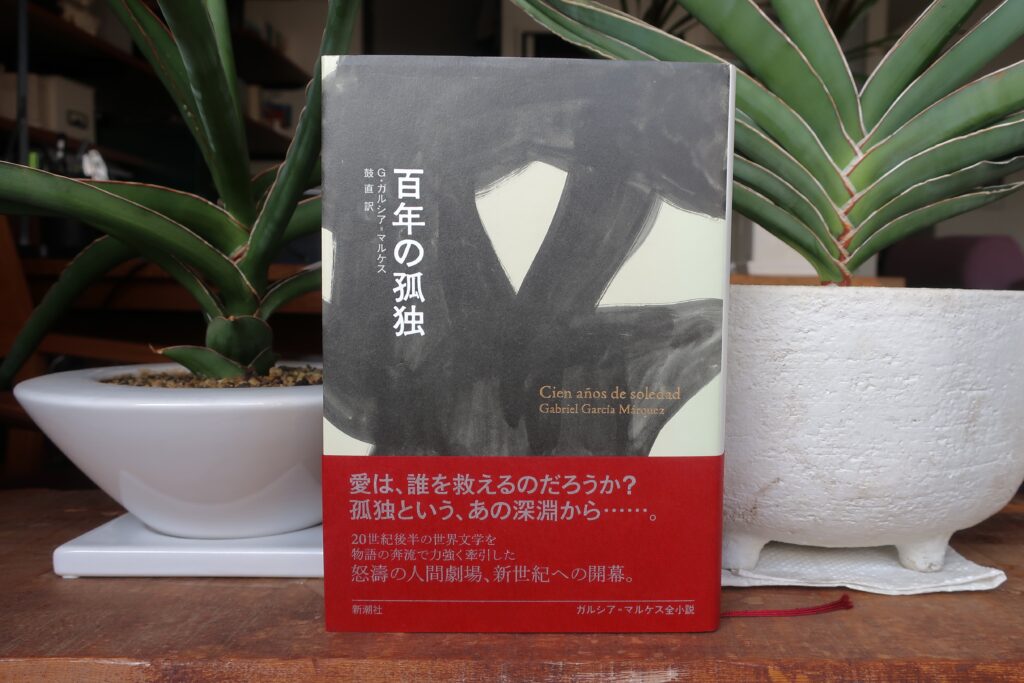 百年の孤独
G・ガルシア=マルケス
鼓 直 訳
Cien años de soledad
Gabriel García Márquez
愛は、誰を救えるのだろうか?
孤独という、あの深淵から……。
20世紀後半の世界文学を
物語の奔流で力強く牽引した
怒濤の人間劇場、新世紀への開幕。
新潮社
ガルシア=マルケス全小説